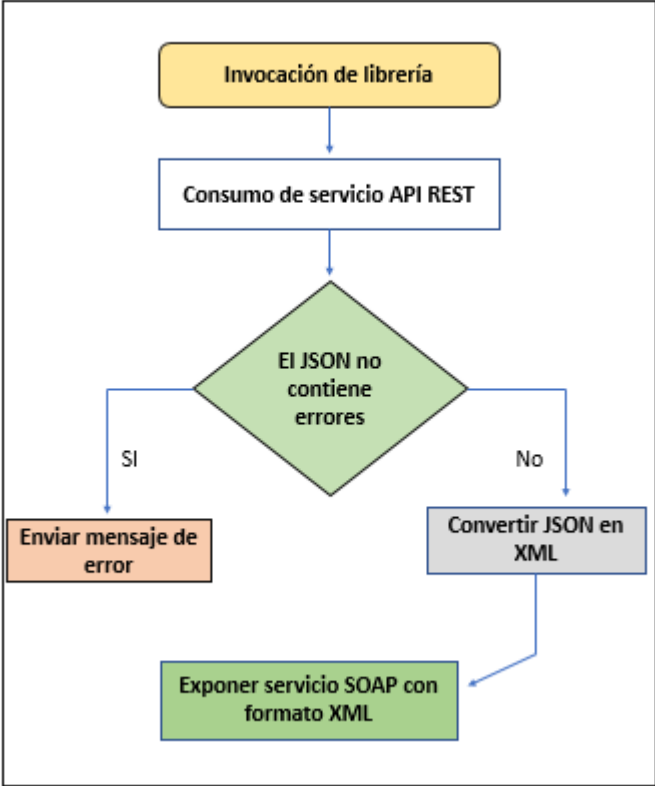 Invocación de librería
Consumo de servicio API REST
El JSON no
contiene
errores
SI
No
Enviar mensaje de
error
Convertir JSON en
XML
Exponer servicio SOAP con
formato XML